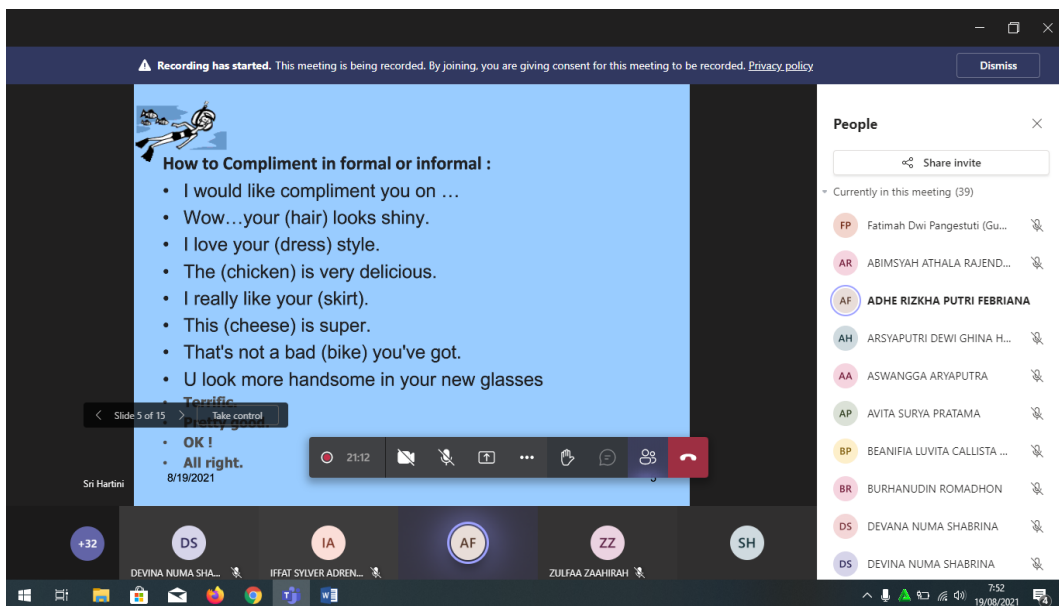 Recording has started. This meeting is being recorded. By joining, you are giving consent for this meeting to be recorded. Privacy policy
Dismiss
How to Compliment in formal or informal :
• I would like compliment you on …
• Wow…your (hair) looks shiny.
• I love your (dress) style.
• The (chicken) is very delicious.
• I really like your (skirt).
• This (cheese) is super.
• That's not a bad (bike) you've got.
• U look more handsome in your new glasses
• Terrific.
• Pretty good.
• OK !
• All right.
8/19/2021
Slide 5 of 15
Take control
21:12
Sri Hartini
People
Share invite
Currently in this meeting (39)
FP Fatimah Dwi Pangestuti (Gu...
AR ABIMSYAH ATHALA RAJEND...
AF ADHE RIZKHA PUTRI FEBRIANA
AH ARSYAPUTRI DEWI GHINA H...
AA ASWANGGA ARYAPUTRA
AP AVITA SURYA PRATAMA
BP BEANIFIA LUVITA CALLISTA ...
BR BURHANUDIN ROMADHON
DS DEVANA NUMA SHABRINA
DS DEVINA NUMA SHABRINA
+32
DS
DEVINA NUMA SHA...
IA
IFFAT SYLVER ADREN...
AF
ZZ
ZULFAA ZAAHIRAH
SH
7:52
19/08/2021
4